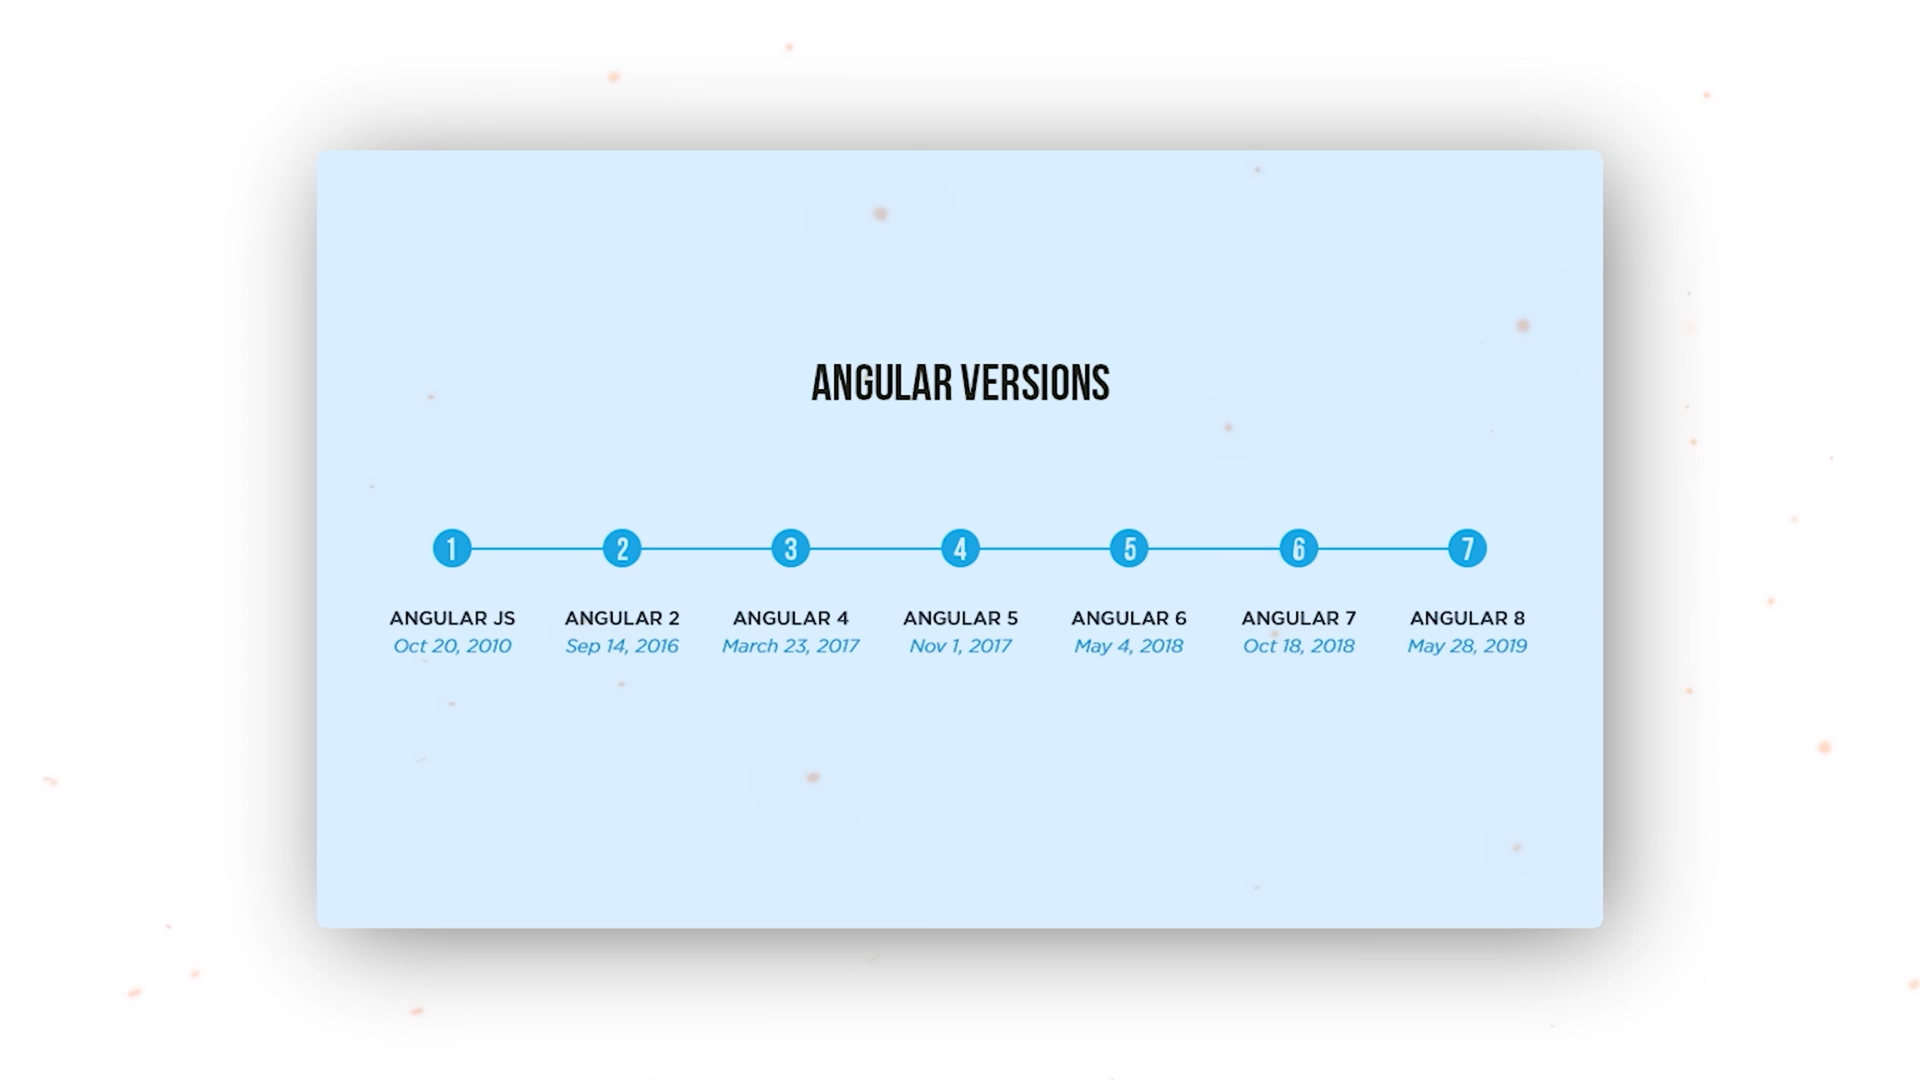 ANGULAR VERSIONS
1 2 3 4 5 6 7
ANGULAR JS ANGULAR 2 ANGULAR 4 ANGULAR 5 ANGULAR 6 ANGULAR 7 ANGULAR 8
Oct 20, 2010 Sep 14, 2016 March 23, 2017 Nov 1, 2017 May 4, 2018 Oct 18, 2018 May 28, 2019